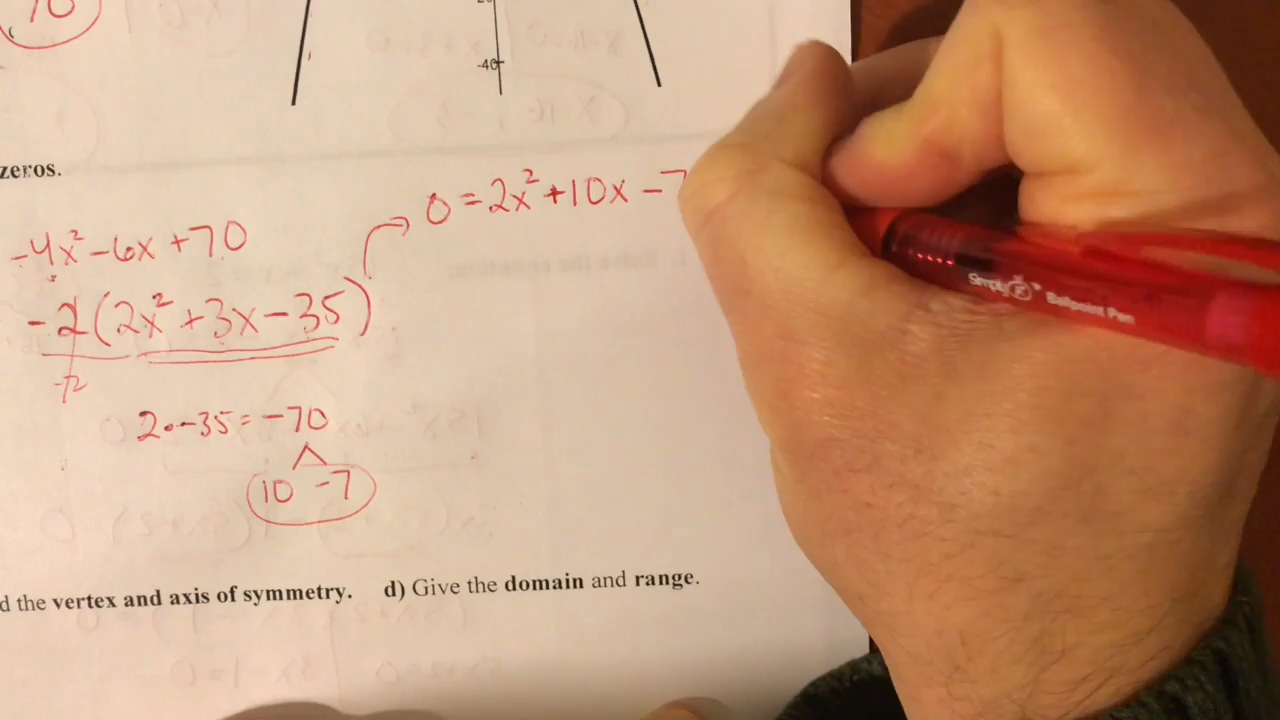 70
-40
zeros.
0 = 2x² + 10x - 7
-4x² - 6x + 70
-2(2x² + 3x - 35)
-2
2•-35 = -70
10 -7
d the vertex and axis of symmetry. d) Give the domain and range.
Simply Ballpoint Pen